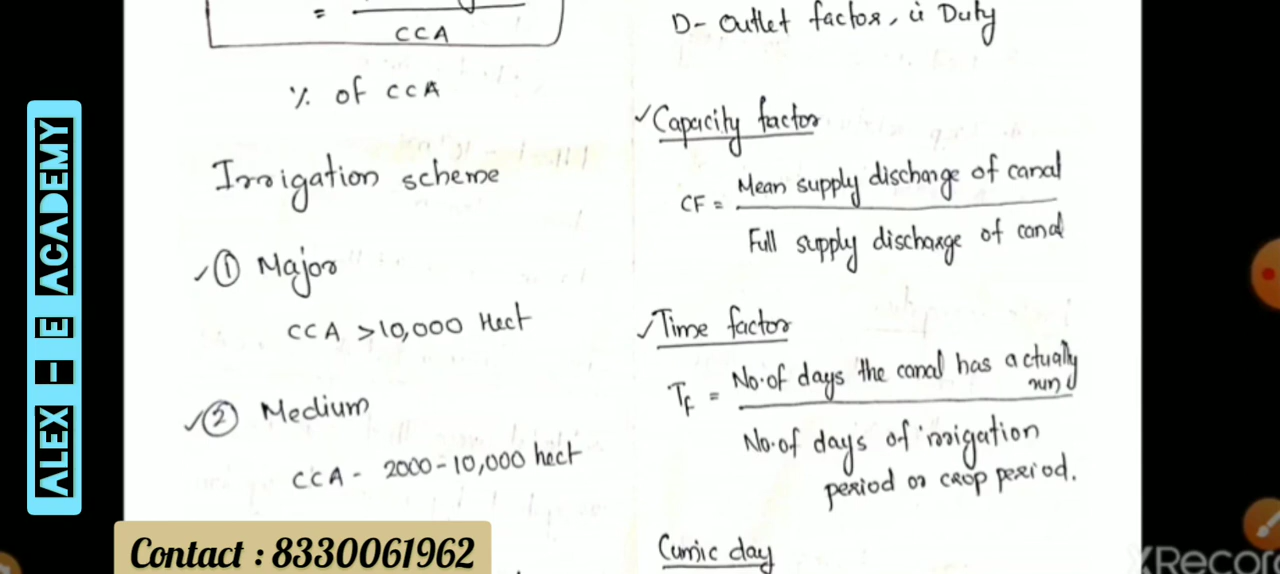 =
CCA
% of CCA
Irrigation scheme
① Major
CCA >10,000 Hect
② Medium
CCA - 2000-10,000 hect
D- Outlet factor, ie Duty
Capacity factor
CF = Mean supply discharge of canal
Full supply discharge of canal
Time factor
TF = No.of days the canal has actually
run
No.of days of irrigation
period or crop period.
Cumic day
ALEX - E ACADEMY
Contact : 8330061962
XRecor